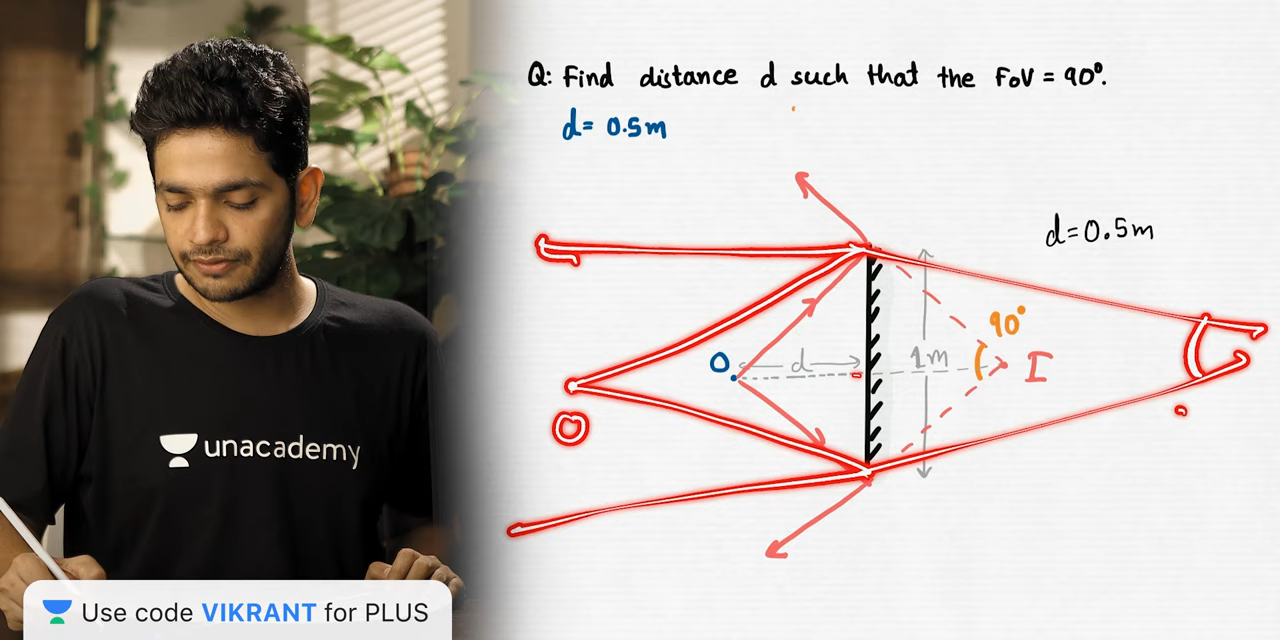 Q: Find distance d such that the FoV = 90°.
d = 0.5m
d = 0.5m
90°
O
d
1m
I
O
unacademy
Use code VIKRANT for PLUS